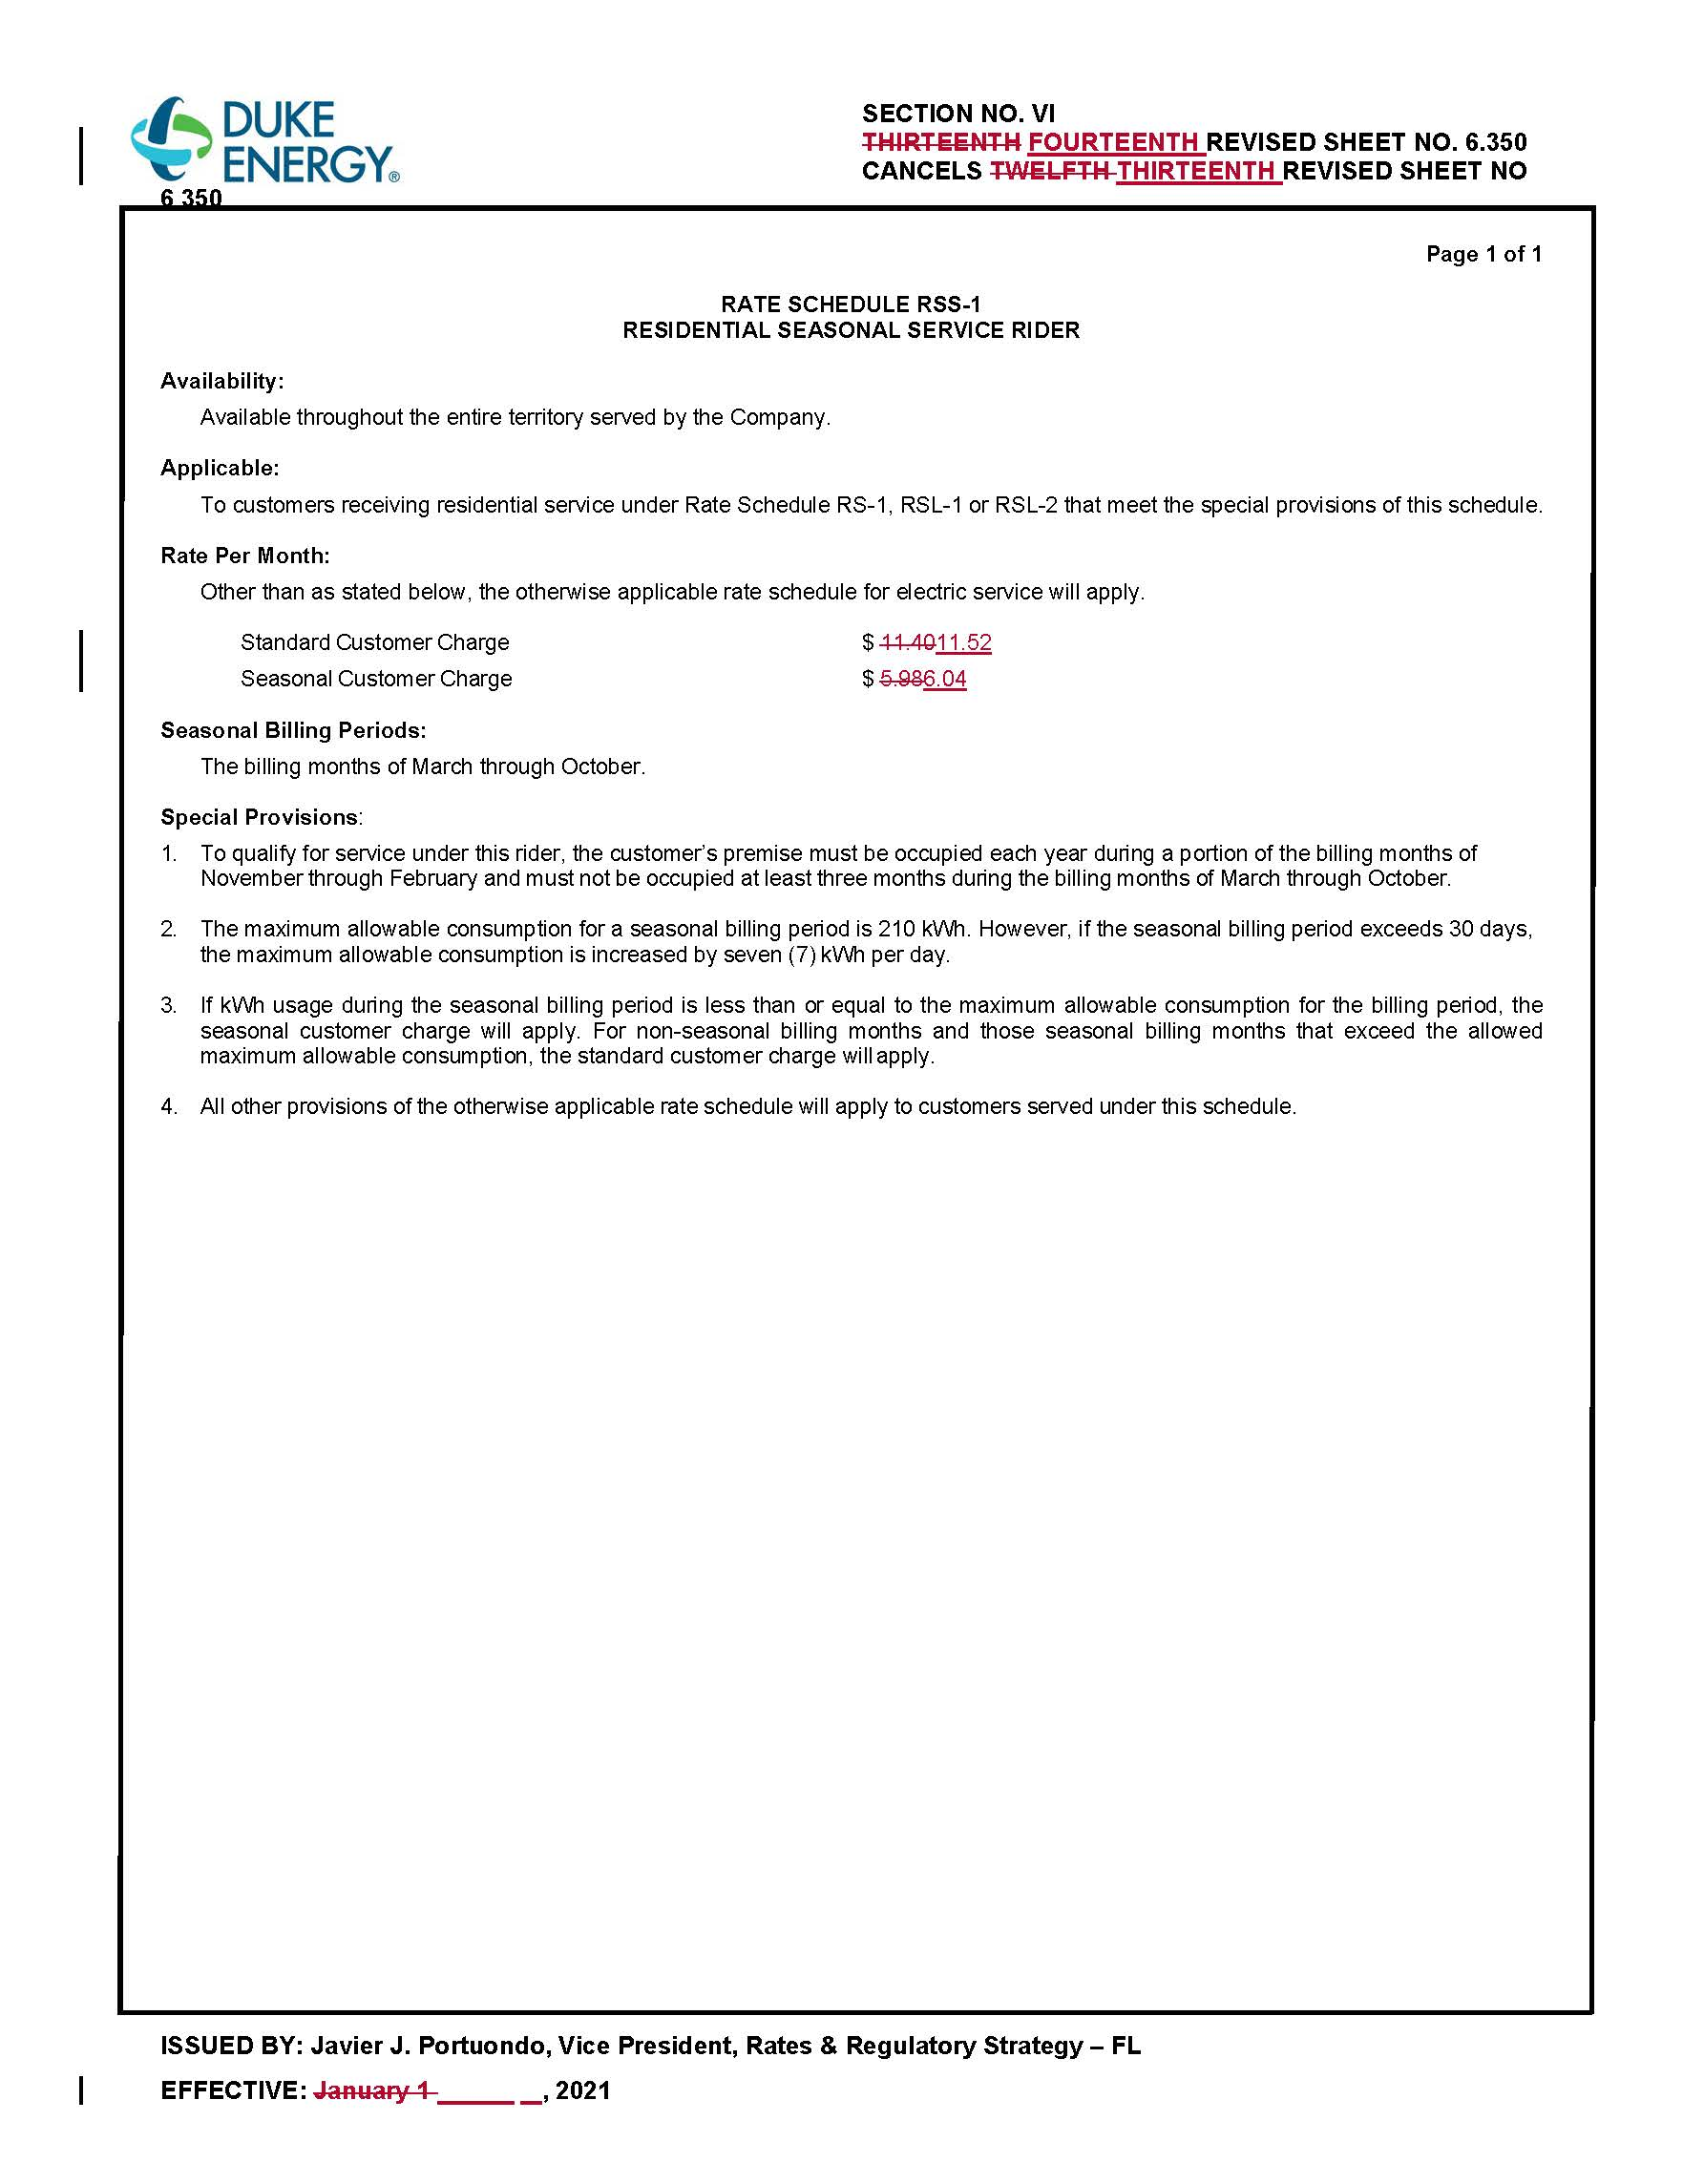 DUKE
ENERGY®
SECTION NO. VI
THIRTEENTH FOURTEENTH REVISED SHEET NO. 6.350
CANCELS TWELFTH THIRTEENTH REVISED SHEET NO
6 350
Page 1 of 1
RATE SCHEDULE RSS-1
RESIDENTIAL SEASONAL SERVICE RIDER
Availability:
Available throughout the entire territory served by the Company.
Applicable:
To customers receiving residential service under Rate Schedule RS-1, RSL-1 or RSL-2 that meet the special provisions of this schedule.
Rate Per Month:
Other than as stated below, the otherwise applicable rate schedule for electric service will apply.
Standard Customer Charge $ 11.4011.52
Seasonal Customer Charge $ 5.986.04
Seasonal Billing Periods:
The billing months of March through October.
Special Provisions:
1. To qualify for service under this rider, the customer’s premise must be occupied each year during a portion of the billing months of
November through February and must not be occupied at least three months during the billing months of March through October.
2. The maximum allowable consumption for a seasonal billing period is 210 kWh. However, if the seasonal billing period exceeds 30 days,
the maximum allowable consumption is increased by seven (7) kWh per day.
3. If kWh usage during the seasonal billing period is less than or equal to the maximum allowable consumption for the billing period, the
seasonal customer charge will apply. For non-seasonal billing months and those seasonal billing months that exceed the allowed
maximum allowable consumption, the standard customer charge will apply.
4. All other provisions of the otherwise applicable rate schedule will apply to customers served under this schedule.
ISSUED BY: Javier J. Portuondo, Vice President, Rates & Regulatory Strategy – FL
EFFECTIVE: January 1 ______ __, 2021